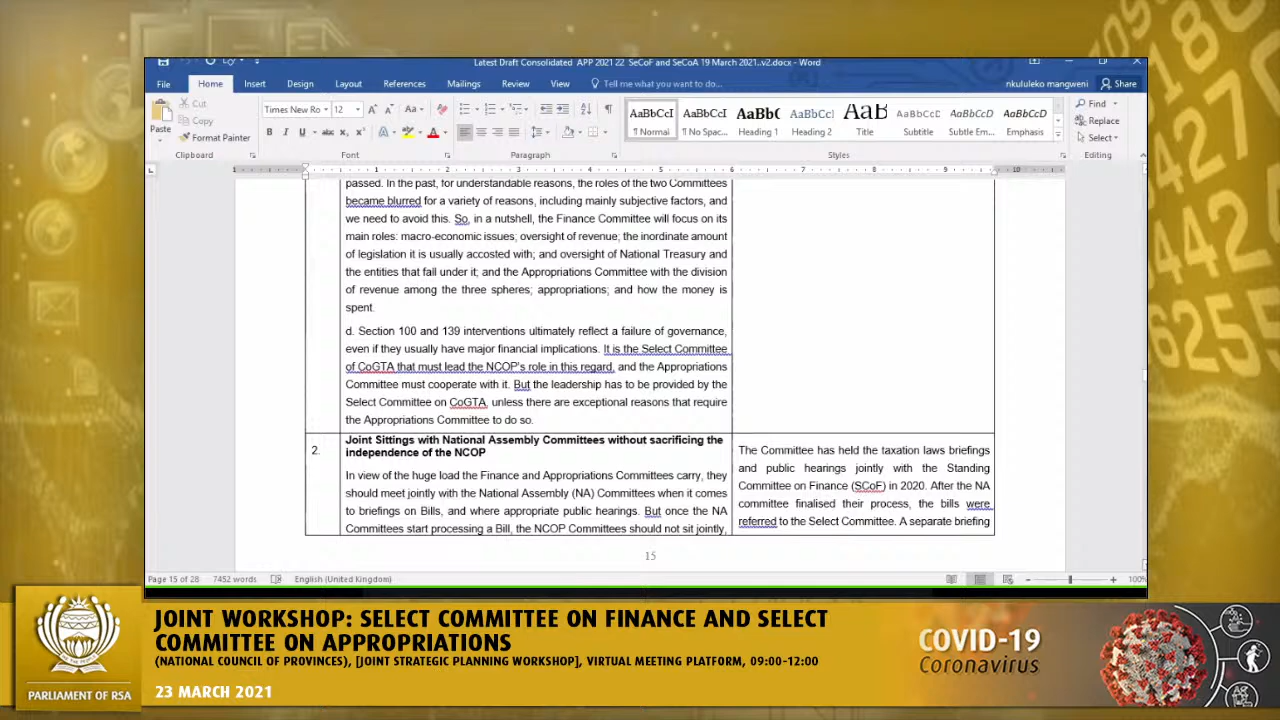 Latest Draft Consolidated APP 2021 22 SeCoF and SeCoA 19 March 2021..v2.docx - Word
File Home Insert Design Layout References Mailings Review View Tell me what you want to do... nkululeko mangweni Share
Cut
Copy
Paste
Format Painter
Clipboard
Times New Ro 12
Font
Paragraph
AaBbCcI AaBbCcI AaBbC AaBbCcI AaB AaBbCcD AaBbCcD AaBbCcD
¶ Normal ¶ No Spac... Heading 1 Heading 2 Title Subtitle Subtle Em... Emphasis
Styles
Find
Replace
Select
Editing
1 1 2 3 4 5 6 7 8 9 10
passed. In the past, for understandable reasons, the roles of the two Committees
became blurred for a variety of reasons, including mainly subjective factors, and
we need to avoid this. So, in a nutshell, the Finance Committee will focus on its
main roles: macro-economic issues; oversight of revenue; the inordinate amount
of legislation it is usually accosted with; and oversight of National Treasury and
the entities that fall under it; and the Appropriations Committee with the division
of revenue among the three spheres; appropriations; and how the money is
spent.
d. Section 100 and 139 interventions ultimately reflect a failure of governance,
even if they usually have major financial implications. It is the Select Committee
of CoGTA that must lead the NCOP's role in this regard, and the Appropriations
Committee must cooperate with it. But the leadership has to be provided by the
Select Committee on CoGTA, unless there are exceptional reasons that require
the Appropriations Committee to do so.
2.
Joint Sittings with National Assembly Committees without sacrificing the
independence of the NCOP
In view of the huge load the Finance and Appropriations Committees carry, they
should meet jointly with the National Assembly (NA) Committees when it comes
to briefings on Bills, and where appropriate public hearings. But once the NA
Committees start processing a Bill, the NCOP Committees should not sit jointly,
The Committee has held the taxation laws briefings
and public hearings jointly with the Standing
Committee on Finance (SCoF) in 2020. After the NA
committee finalised their process, the bills were
referred to the Select Committee. A separate briefing
15
Page 15 of 28 7452 words English (United Kingdom) 100%
JOINT WORKSHOP: SELECT COMMITTEE ON FINANCE AND SELECT
COMMITTEE ON APPROPRIATIONS
(NATIONAL COUNCIL OF PROVINCES), [JOINT STRATEGIC PLANNING WORKSHOP], VIRTUAL MEETING PLATFORM, 09:00-12:00
23 MARCH 2021
PARLIAMENT OF RSA
COVID-19
Coronavirus